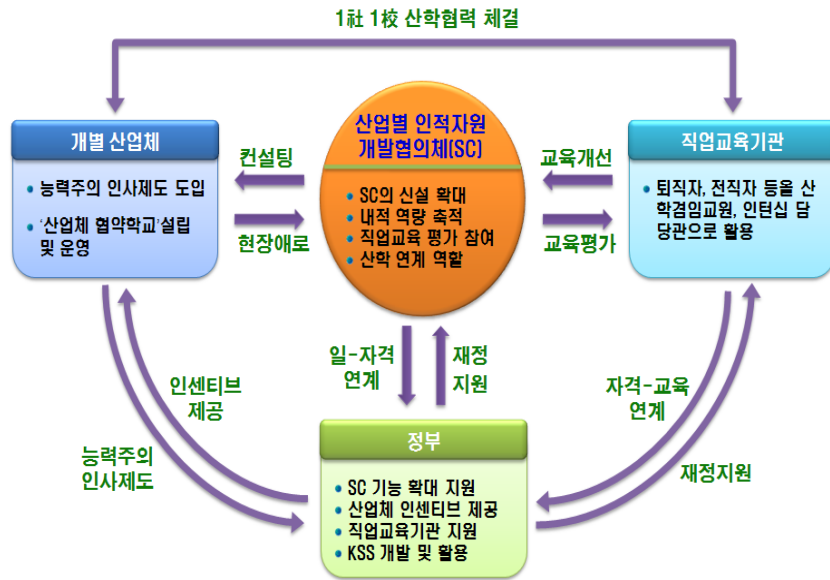 1社 1校 산학협력 체결
개별 산업체
능력주의 인사제도 도입
‘산업체 협약학교’설립
및 운영
컨설팅
현장애로
산업별 인적자원
개발협의체(SC)
SC의 신설 확대
내적 역량 축적
직업교육 평가 참여
산학 연계 역할
교육개선
교육평가
직업교육기관
퇴직자, 전직자 등을 산
학겸임교원, 인턴십 담
당관으로 활용
일-자격
연계
재정
지원
인센티브
제공
능력주의
인사제도
자격-교육
연계
재정지원
정부
SC 기능 확대 지원
산업체 인센티브 제공
직업교육기관 지원
KSS 개발 및 활용